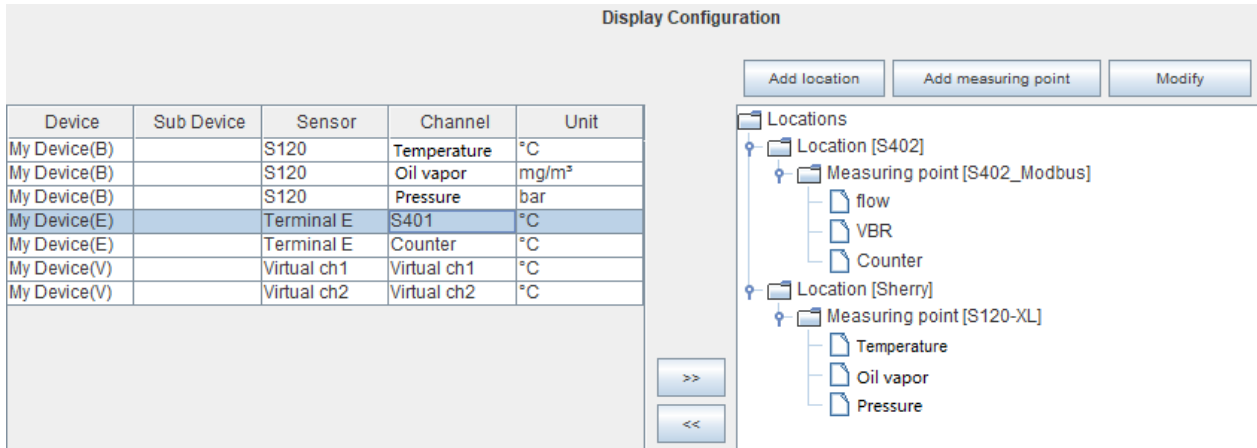 Display Configuration
Add location Add measuring point Modify
Device Sub Device Sensor Channel Unit
My Device(B) S120 Temperature °C
My Device(B) S120 Oil vapor mg/m³
My Device(B) S120 Pressure bar
My Device(E) Terminal E S401 °C
My Device(E) Terminal E Counter °C
My Device(V) Virtual ch1 Virtual ch1 °C
My Device(V) Virtual ch2 Virtual ch2 °C
>>
<<
Locations
Location [S402]
Measuring point [S402_Modbus]
flow
VBR
Counter
Location [Sherry]
Measuring point [S120-XL]
Temperature
Oil vapor
Pressure